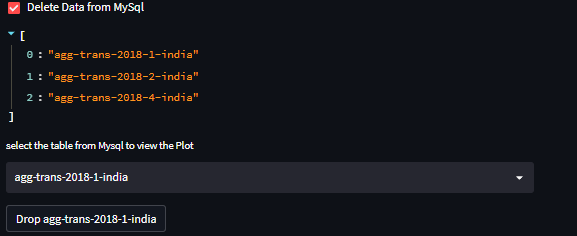 Delete Data from MySql
[
0 : "agg-trans-2018-1-india"
1 : "agg-trans-2018-2-india"
2 : "agg-trans-2018-4-india"
]
select the table from Mysql to view the Plot
agg-trans-2018-1-india
Drop agg-trans-2018-1-india